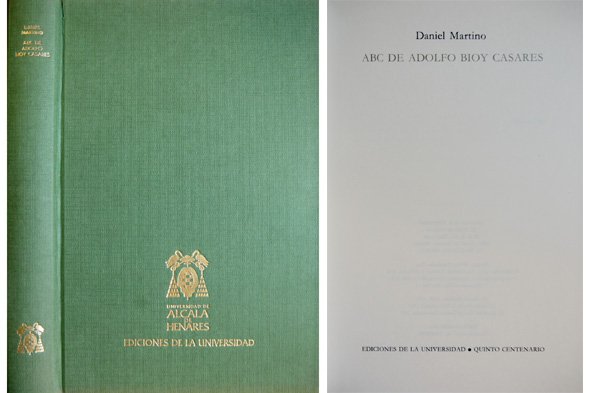 DANIEL
MARTINO
ABC DE
ADOLFO
BIOY
CASARES
UNIVERSIDAD DE
ALCALA
DE
HENARES
EDICIONES DE LA UNIVERSIDAD
Daniel Martino
ABC DE ADOLFO BIOY CASARES
EDICIONES DE LA UNIVERSIDAD • QUINTO CENTENARIO